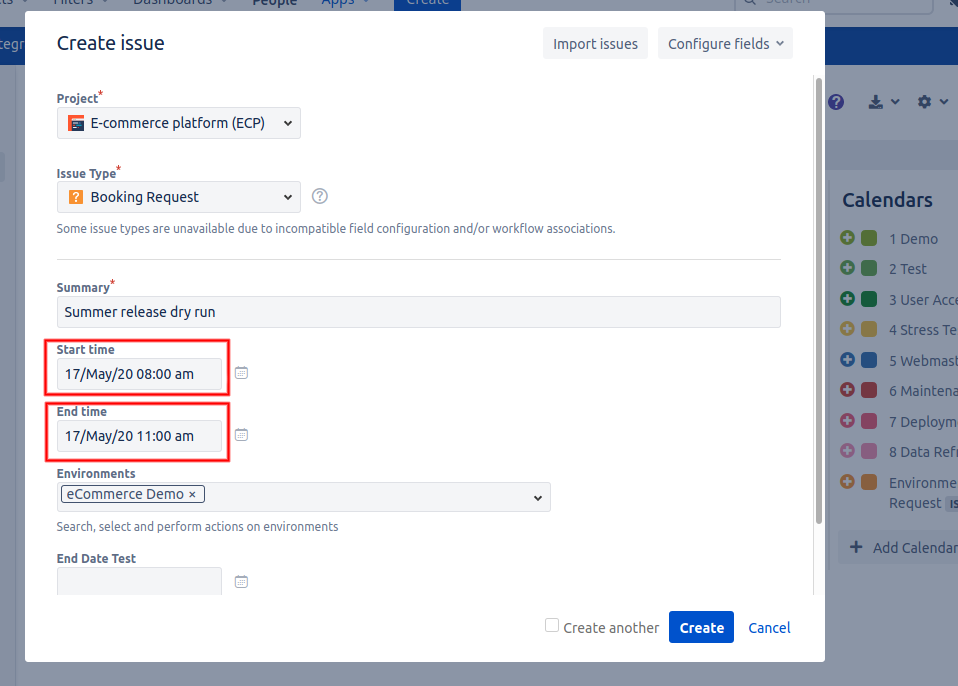 Filters
Dashboards
People
Apps
Create
Search
Create issue
Import issues
Configure fields
Project*
E-commerce platform (ECP)
Issue Type*
? Booking Request
?
Some issue types are unavailable due to incompatible field configuration and/or workflow associations.
Summary*
Summer release dry run
Start time
17/May/20 08:00 am
End time
17/May/20 11:00 am
Environments
eCommerce Demo ×
Search, select and perform actions on environments
End Date Test
Create another
Create
Cancel
?
Calendars
1 Demo
2 Test
3 User Acce
4 Stress Te
5 Webmast
6 Maintena
7 Deploym
8 Data Refr
Environme
Request IS
+ Add Calendar